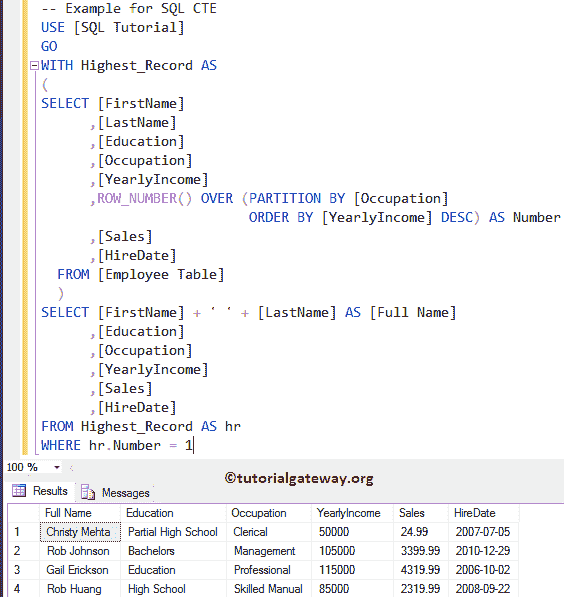 -- Example for SQL CTE
USE [SQL Tutorial]
GO
WITH Highest_Record AS
(
SELECT [FirstName]
,[LastName]
,[Education]
,[Occupation]
,[YearlyIncome]
,ROW_NUMBER() OVER (PARTITION BY [Occupation]
ORDER BY [YearlyIncome] DESC) AS Number
,[Sales]
,[HireDate]
FROM [Employee Table]
)
SELECT [FirstName] + ' ' + [LastName] AS [Full Name]
,[Education]
,[Occupation]
,[YearlyIncome]
,[Sales]
,[HireDate]
FROM Highest_Record AS hr
WHERE hr.Number = 1
100 %
©tutorialgateway.org
Results Messages
Full Name Education Occupation YearlyIncome Sales HireDate
1 Christy Mehta Partial High School Clerical 50000 24.99 2007-07-05
2 Rob Johnson Bachelors Management 105000 3399.99 2010-12-29
3 Gail Erickson Education Professional 115000 4319.99 2006-10-02
4 Rob Huang High School Skilled Manual 85000 2319.99 2008-09-22